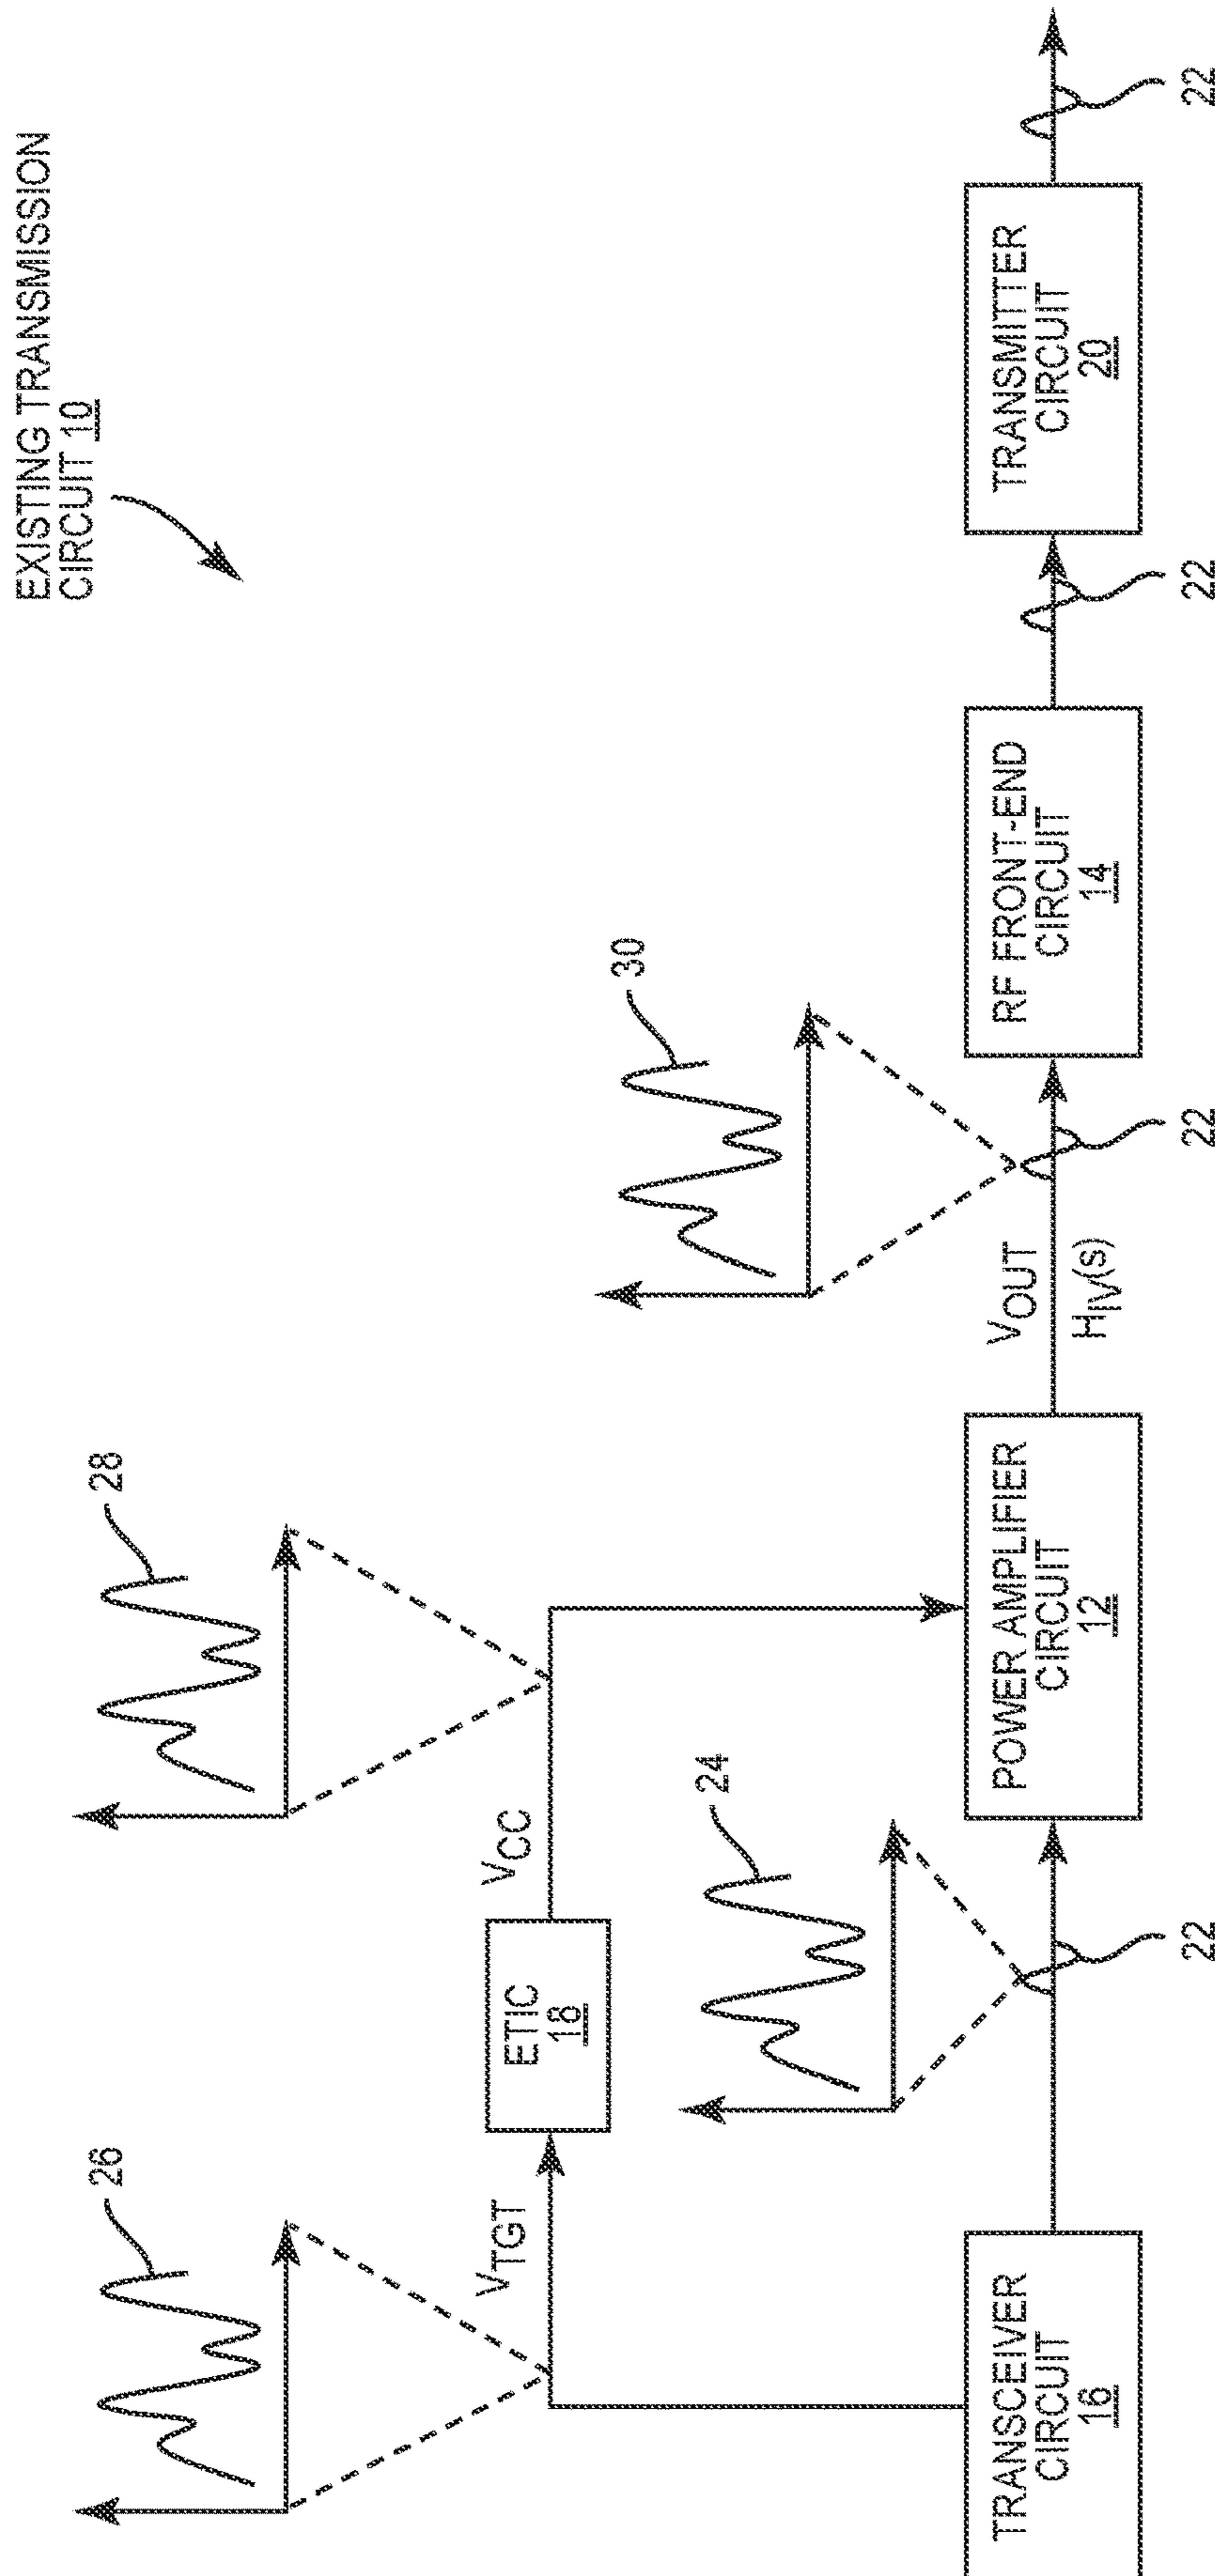 EXISTING TRANSMISSION
CIRCUIT 10
26
28
30
VTGT
ETIC
18
VCC
24
VOUT
HIV(s)
TRANSCEIVER
CIRCUIT
16
POWER AMPLIFIER
CIRCUIT
12
RF FRONT-END
CIRCUIT
14
TRANSMITTER
CIRCUIT
20
22
22
22
22